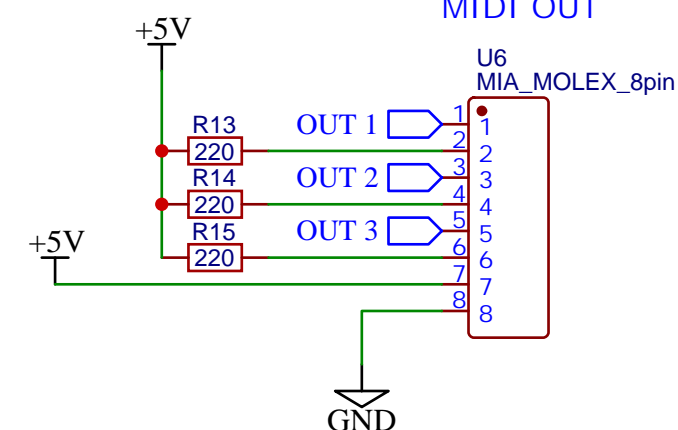 MIDI OUT
+5V
U6
MIA_MOLEX_8pin
R13
220
OUT 1
1
1
2
2
R14
220
OUT 2
3
3
4
4
R15
220
OUT 3
5
5
6
6
+5V
7
7
8
8
GND